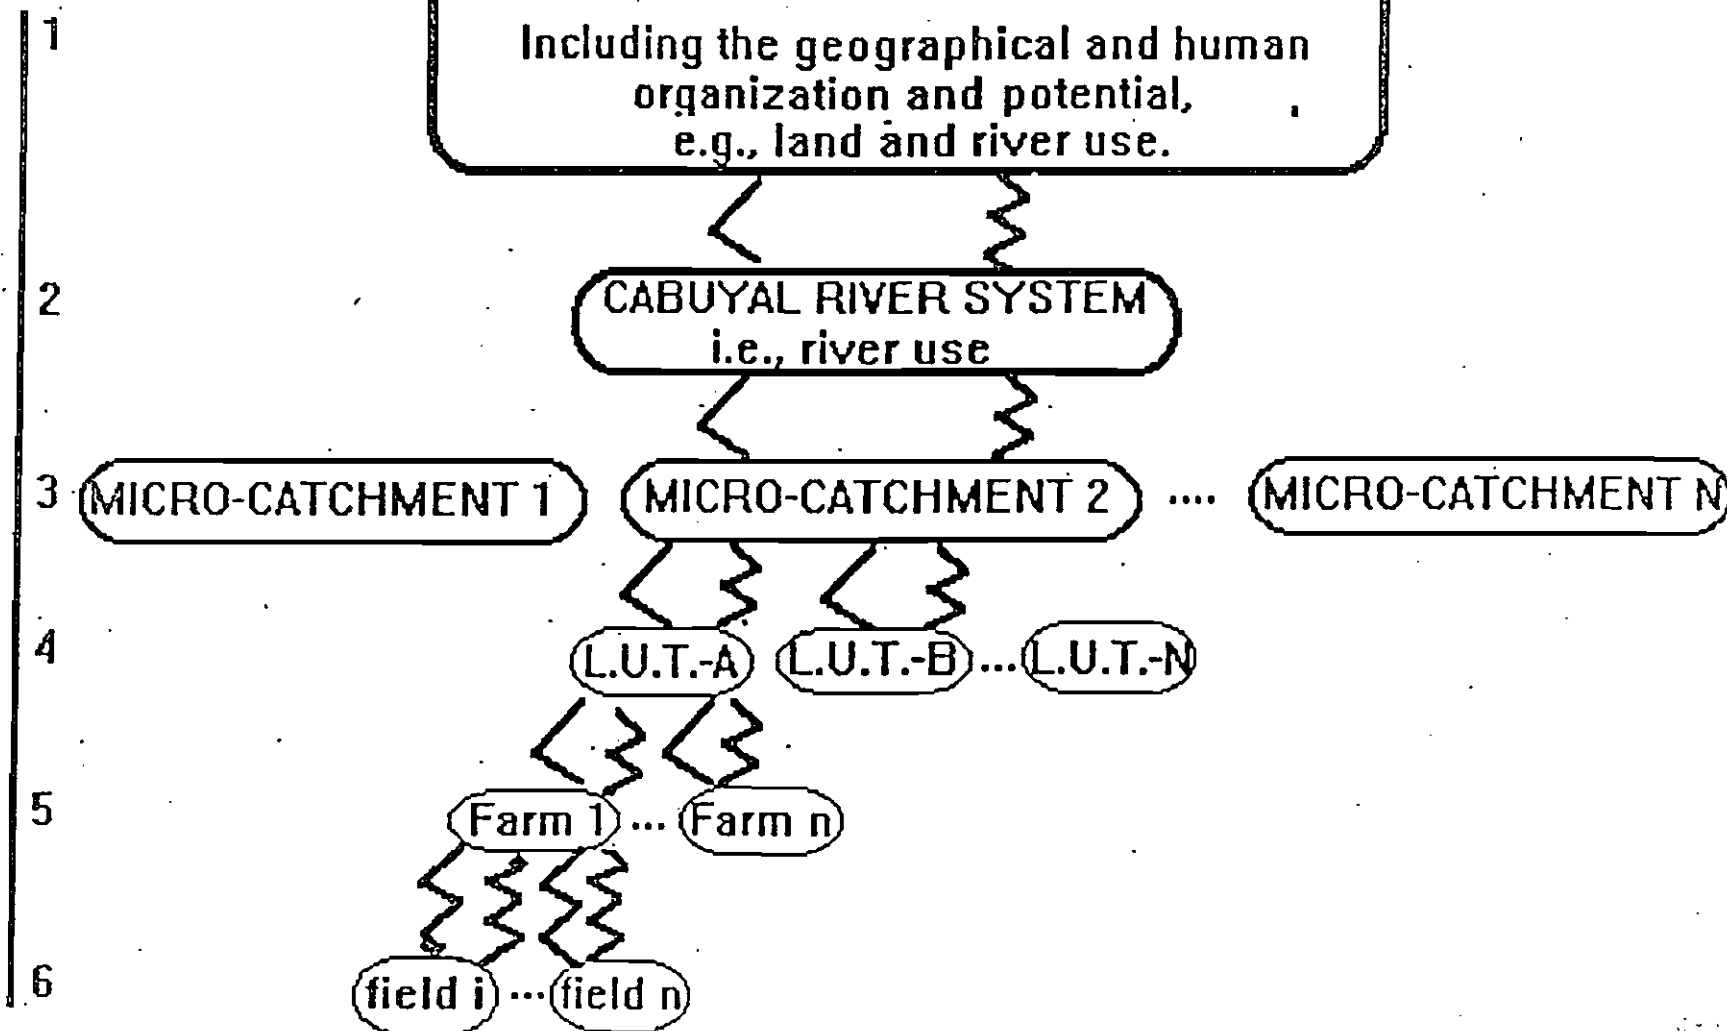 1
Including the geographical and human
organization and potential,
e.g., land and river use.
2
CABUYAL RIVER SYSTEM
i.e., river use
3 MICRO-CATCHMENT 1 MICRO-CATCHMENT 2 .... MICRO-CATCHMENT N
4 L.U.T.-A L.U.T.-B ... L.U.T.-N
5 Farm 1 ... Farm n
6 field i ... field n